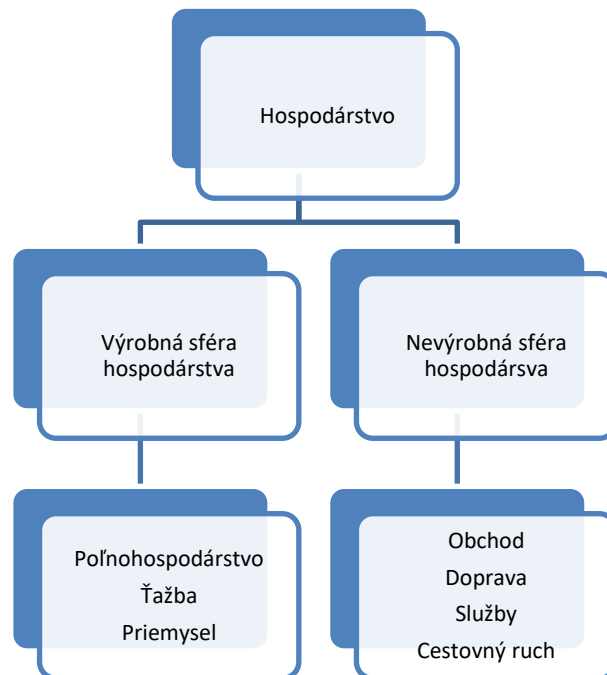 Hospodárstvo
Výrobná sféra
hospodárstva
Nevýrobná sféra
hospodársva
Poľnohospodárstvo
Ťažba
Priemysel
Obchod
Doprava
Služby
Cestovný ruch